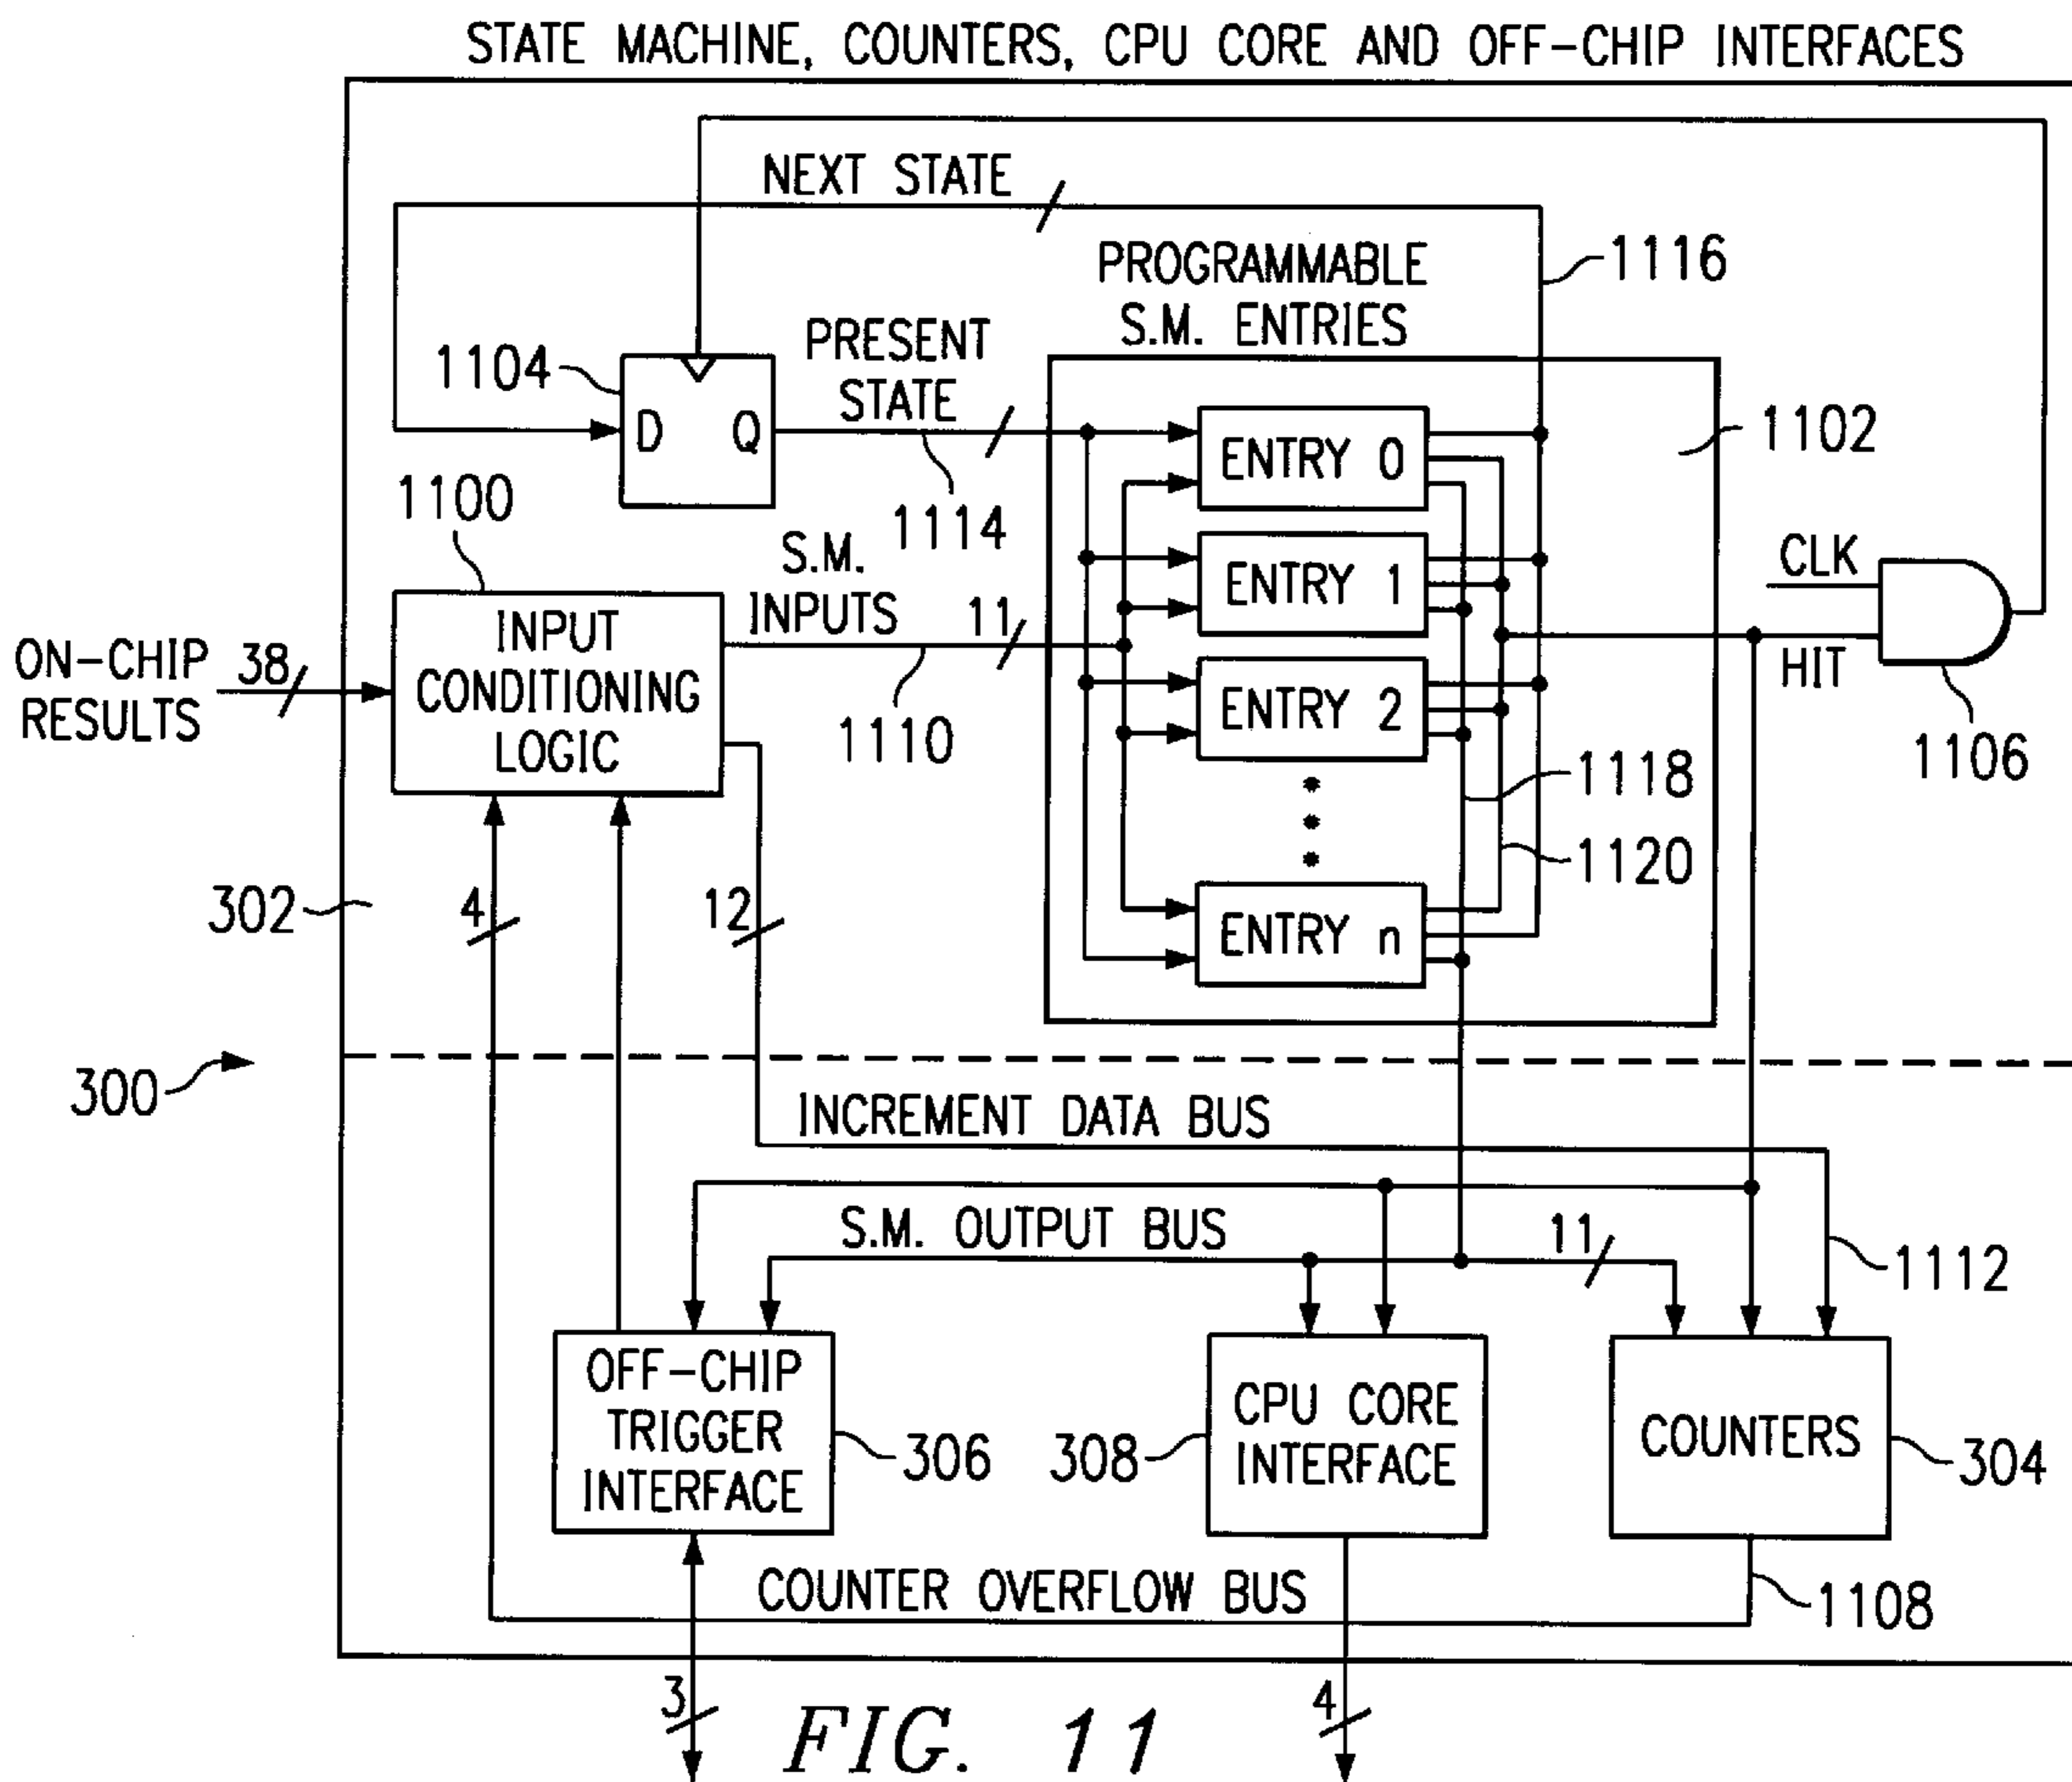 STATE MACHINE, COUNTERS, CPU CORE AND OFF-CHIP INTERFACES
NEXT STATE
PROGRAMMABLE
S.M. ENTRIES
1116
PRESENT
STATE
1104
D Q
1102
ENTRY 0
1100
1114
S.M.
INPUTS
11
ENTRY 1
CLK
INPUT
CONDITIONING
LOGIC
ON-CHIP
RESULTS
38
HIT
1110
ENTRY 2
1106
1118
1120
302
4
12
ENTRY n
300
INCREMENT DATA BUS
S.M. OUTPUT BUS
11
1112
OFF-CHIP
TRIGGER
INTERFACE
306
308
CPU CORE
INTERFACE
COUNTERS
304
COUNTER OVERFLOW BUS
1108
3
4
FIG. 11